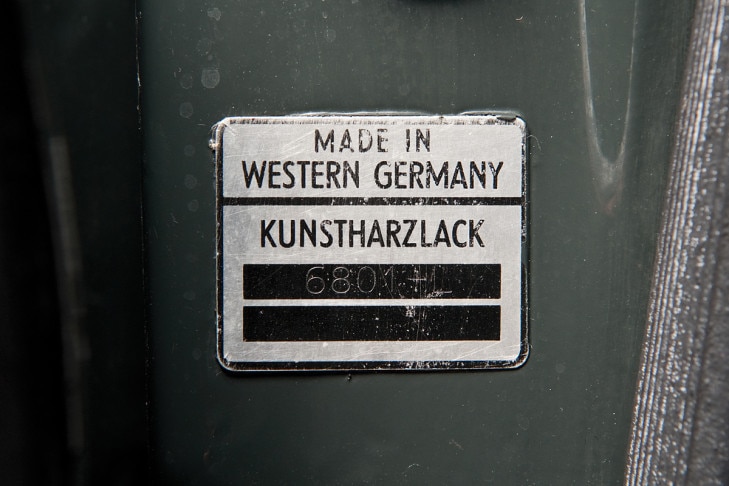 MADE IN
WESTERN GERMANY
KUNSTHARZLACK
6801-L